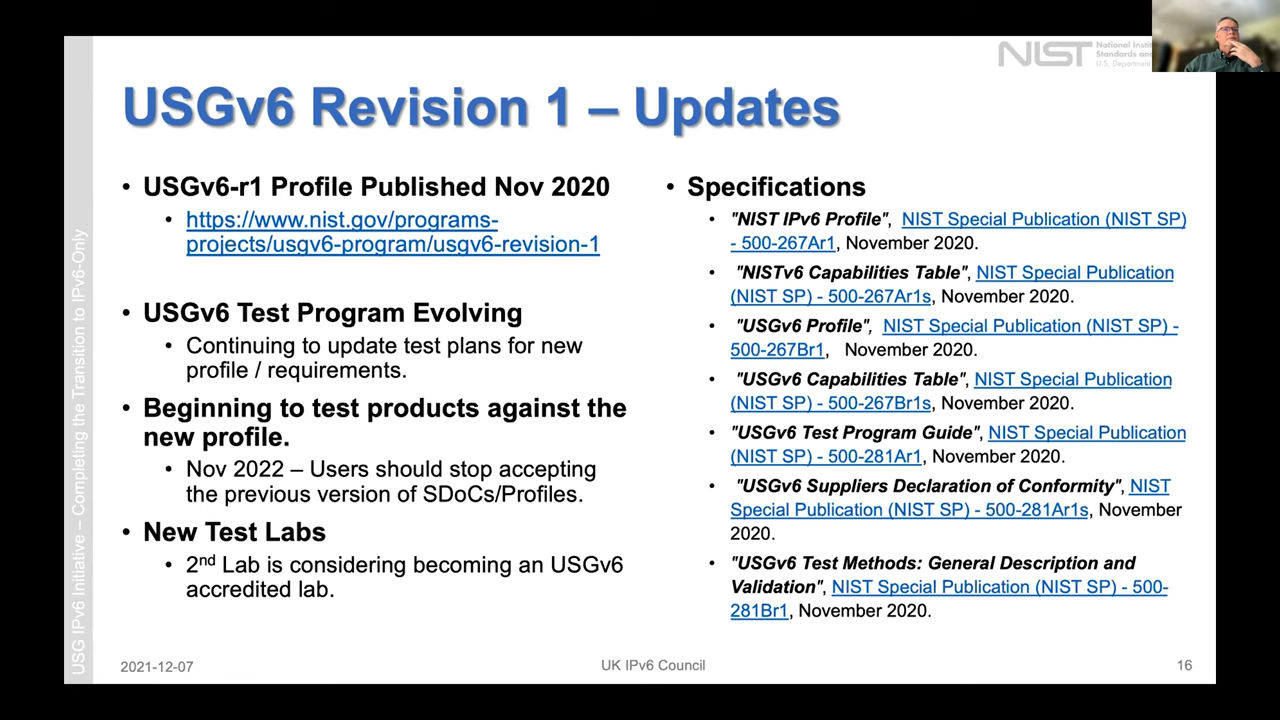 NIST
National Insti
Standards and
U.S. Department
USGv6 Revision 1 – Updates
• USGv6-r1 Profile Published Nov 2020
• https://www.nist.gov/programs-
projects/usgv6-program/usgv6-revision-1
• USGv6 Test Program Evolving
• Continuing to update test plans for new
profile / requirements.
• Beginning to test products against the
new profile.
• Nov 2022 – Users should stop accepting
the previous version of SDoCs/Profiles.
• New Test Labs
• 2nd Lab is considering becoming an USGv6
accredited lab.
• Specifications
• "NIST IPv6 Profile", NIST Special Publication (NIST SP)
- 500-267Ar1, November 2020.
• "NISTv6 Capabilities Table", NIST Special Publication
(NIST SP) - 500-267Ar1s, November 2020.
• "USGv6 Profile", NIST Special Publication (NIST SP) -
500-267Br1, November 2020.
• "USGv6 Capabilities Table", NIST Special Publication
(NIST SP) - 500-267Br1s, November 2020.
• "USGv6 Test Program Guide", NIST Special Publication
(NIST SP) - 500-281Ar1, November 2020.
• "USGv6 Suppliers Declaration of Conformity", NIST
Special Publication (NIST SP) - 500-281Ar1s, November
2020.
• "USGv6 Test Methods: General Description and
Validation", NIST Special Publication (NIST SP) - 500-
281Br1, November 2020.
USG IPv6 Initiative – Completing the Transition to IPv6-Only
2021-12-07
UK IPv6 Council
16